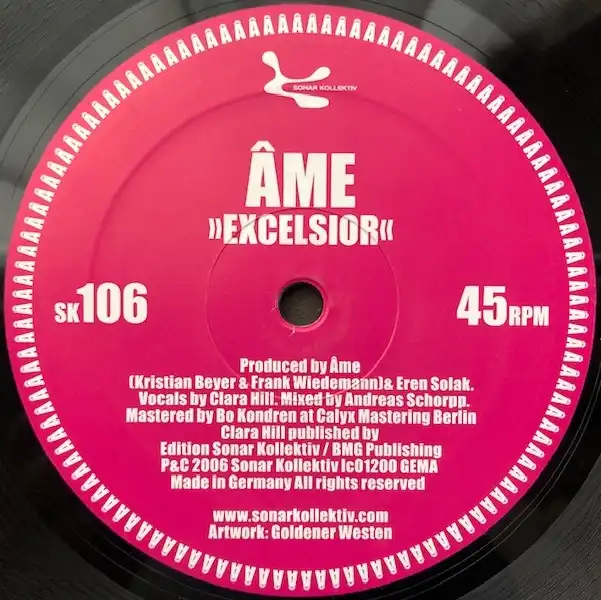 SONAR KOLLEKTIV
ÂME
»EXCELSIOR«
SK106
45RPM
Produced by Âme
(Kristian Beyer & Frank Wiedemann)& Eren Solak.
Vocals by Clara Hill. Mixed by Andreas Schorpp.
Mastered by Bo Kondren at Calyx Mastering Berlin
Clara Hill published by
Edition Sonar Kollektiv / BMG Publishing
P&C 2006 Sonar Kollektiv lc01200 GEMA
Made in Germany All rights reserved
www.sonarkollektiv.com
Artwork: Goldener Westen